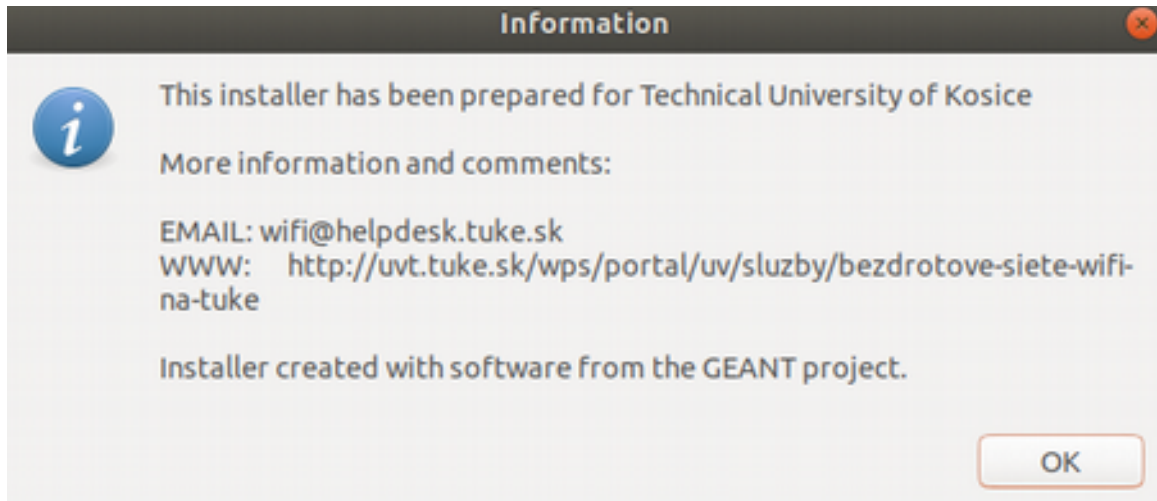 Information
This installer has been prepared for Technical University of Kosice
More information and comments:
EMAIL: wifi@helpdesk.tuke.sk
WWW: http://uvt.tuke.sk/wps/portal/uv/sluzby/bezdrotove-siete-wifi-
na-tuke
Installer created with software from the GEANT project.
OK